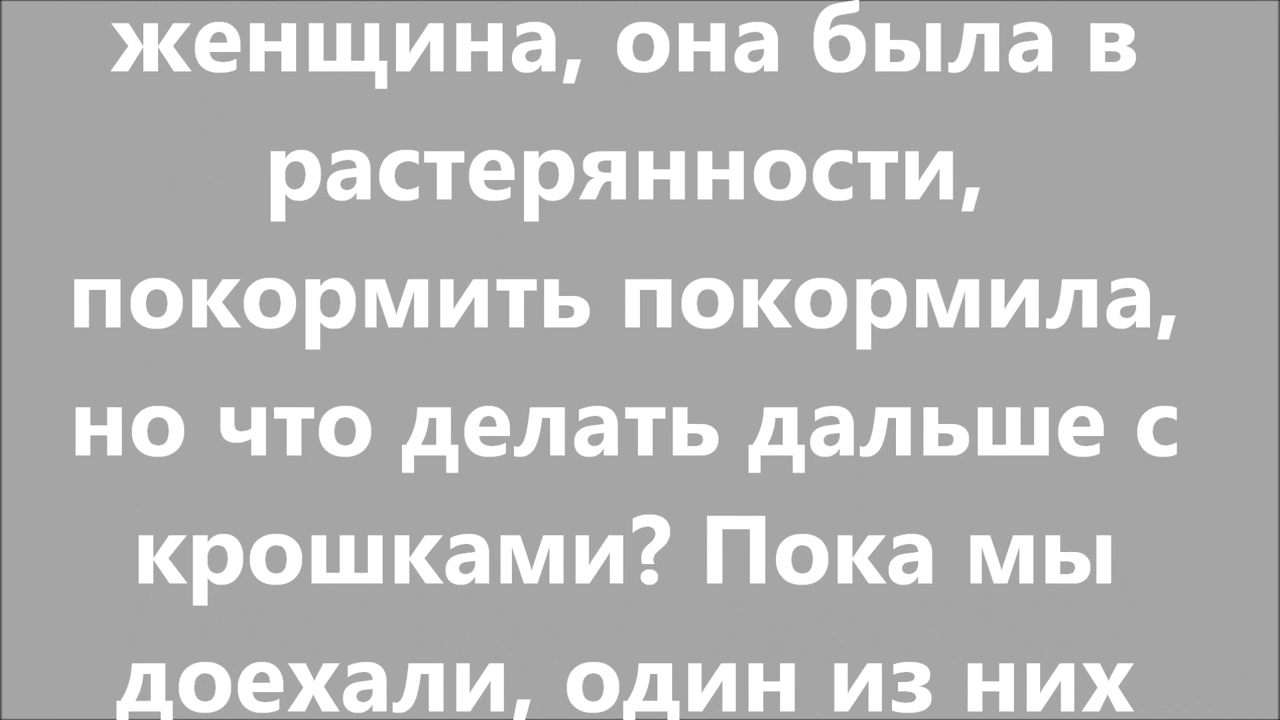 женщина, она была в
растерянности,
покормить покормила,
но что делать дальше с
крошками? Пока мы
доехали, один из них